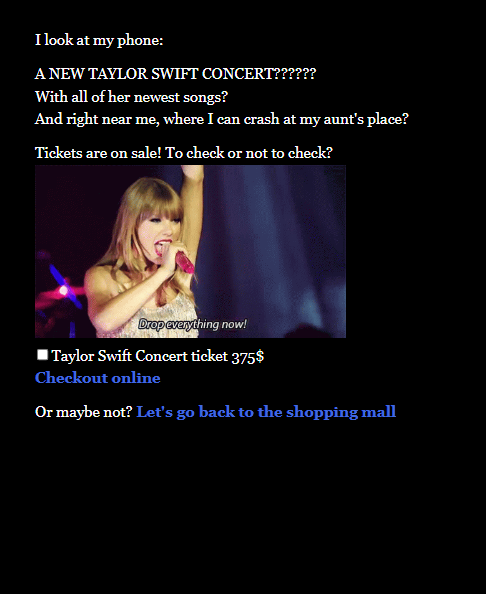 I look at my phone:
A NEW TAYLOR SWIFT CONCERT??????
With all of her newest songs?
And right near me, where I can crash at my aunt's place?
Tickets are on sale! To check or not to check?
Drop everything now!
Taylor Swift Concert ticket 375$
Checkout online
Or maybe not? Let's go back to the shopping mall